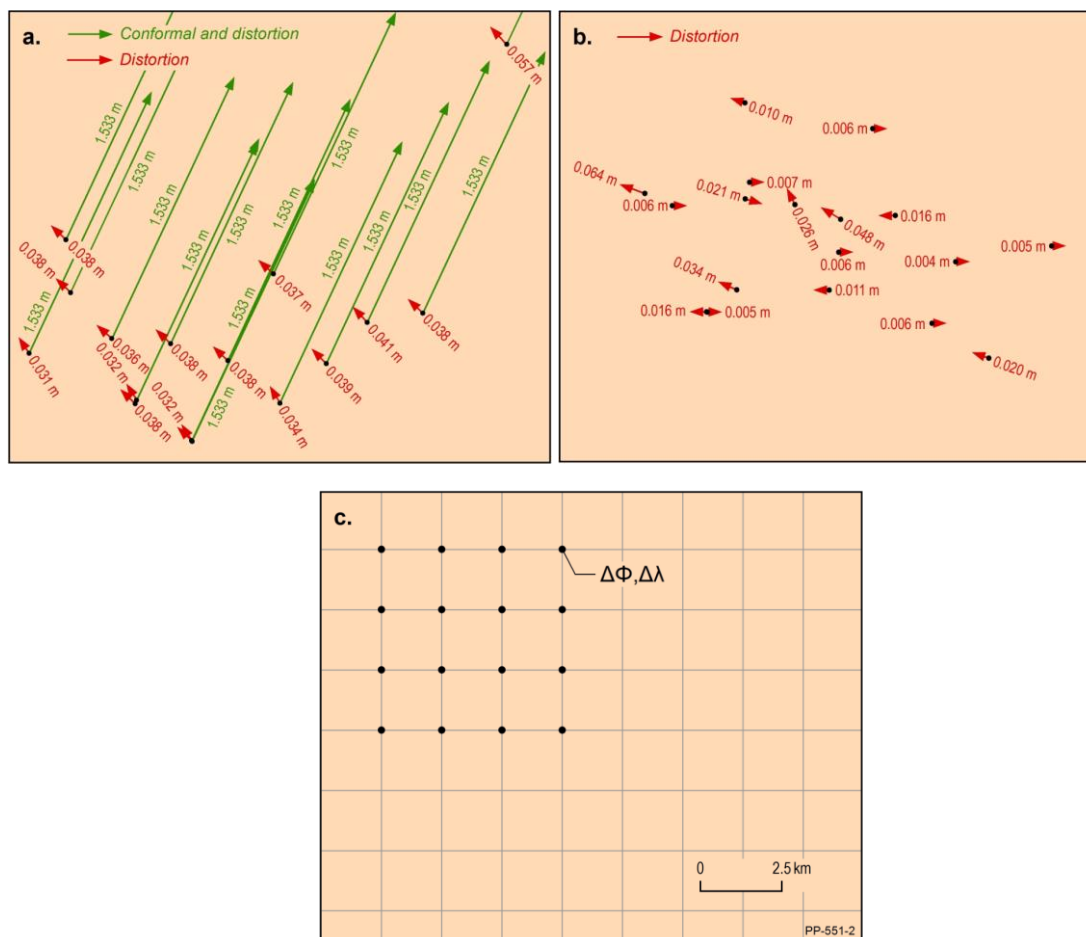 a.
Conformal and distortion
Distortion
0.057 m
1.533 m
1.533 m
1.533 m
1.533 m
1.533 m
1.533 m
1.533 m
1.533 m
1.533 m
1.533 m
1.533 m
1.533 m
1.533 m
1.533 m
0.038 m
0.038 m
0.037 m
0.031 m
0.036 m
0.038 m
0.038 m
0.041 m
0.038 m
0.039 m
0.032 m
0.038 m
0.032 m
0.034 m
b.
Distortion
0.010 m
0.006 m
0.064 m
0.007 m
0.006 m
0.021 m
0.026 m
0.048 m
0.016 m
0.006 m
0.005 m
0.004 m
0.034 m
0.011 m
0.016 m
0.005 m
0.006 m
0.020 m
c.
ΔΦ,Δλ
0 2.5 km
PP-551-2